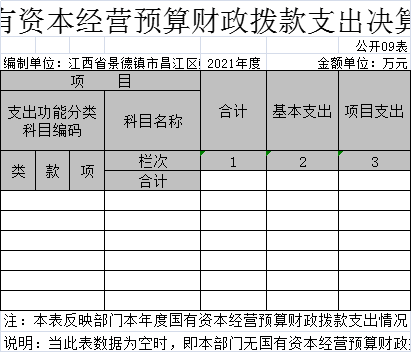 有资本经营预算财政拨款支出决算
公开09表
编制单位：江西省景德镇市昌江区 2021年度 金额单位：万元
项 目 合计 基本支出 项目支出
支出功能分类科目编码 科目名称
类 款 项 栏次 1 2 3
合计
注：本表反映部门本年度国有资本经营预算财政拨款支出情况
说明：当此表数据为空时，即本部门无国有资本经营预算财政